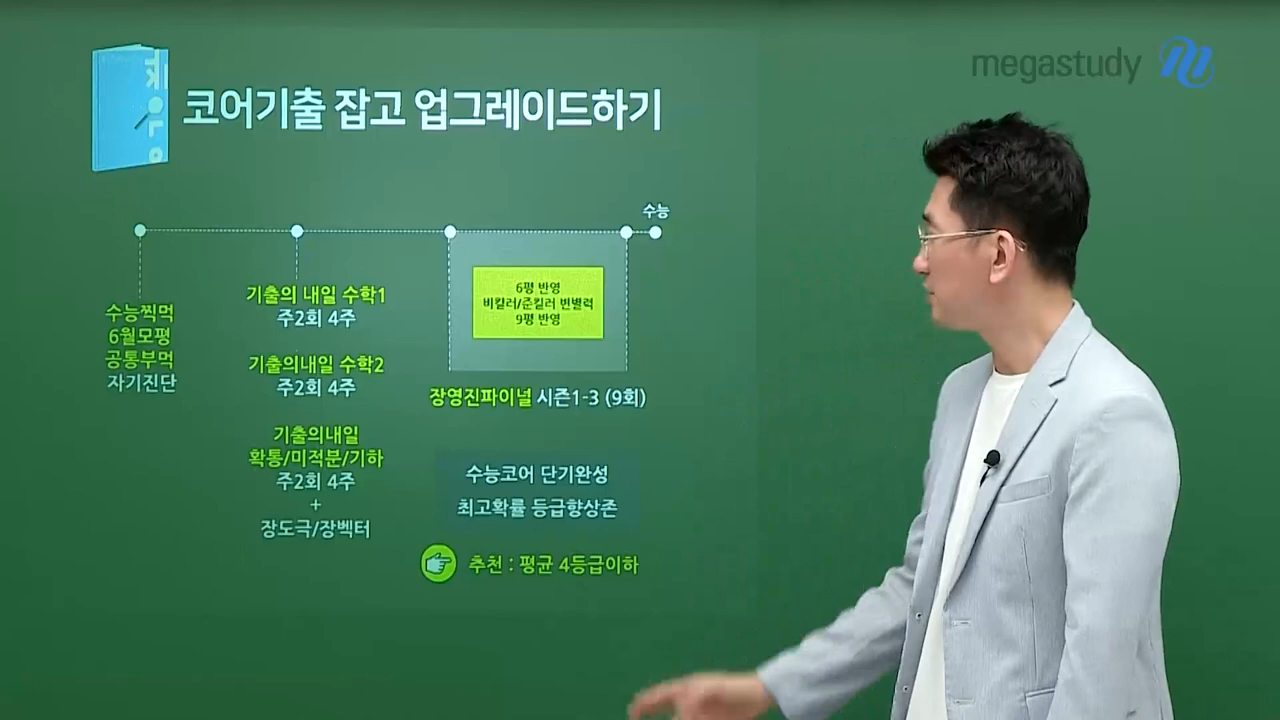 megastudy
코어기출 잡고 업그레이드하기
수능
수능찍먹
6월모평
공통부먹
자기진단
기출의 내일 수학1
주2회 4주
기출의내일 수학2
주2회 4주
기출의내일
확통/미적분/기하
주2회 4주
+
장도극/장벡터
6평 반영
비킬러/준킬러 변별력
9평 반영
장영진파이널 시즌1-3 (9회)
수능코어 단기완성
최고확률 등급향상존
추천 : 평균 4등급이하